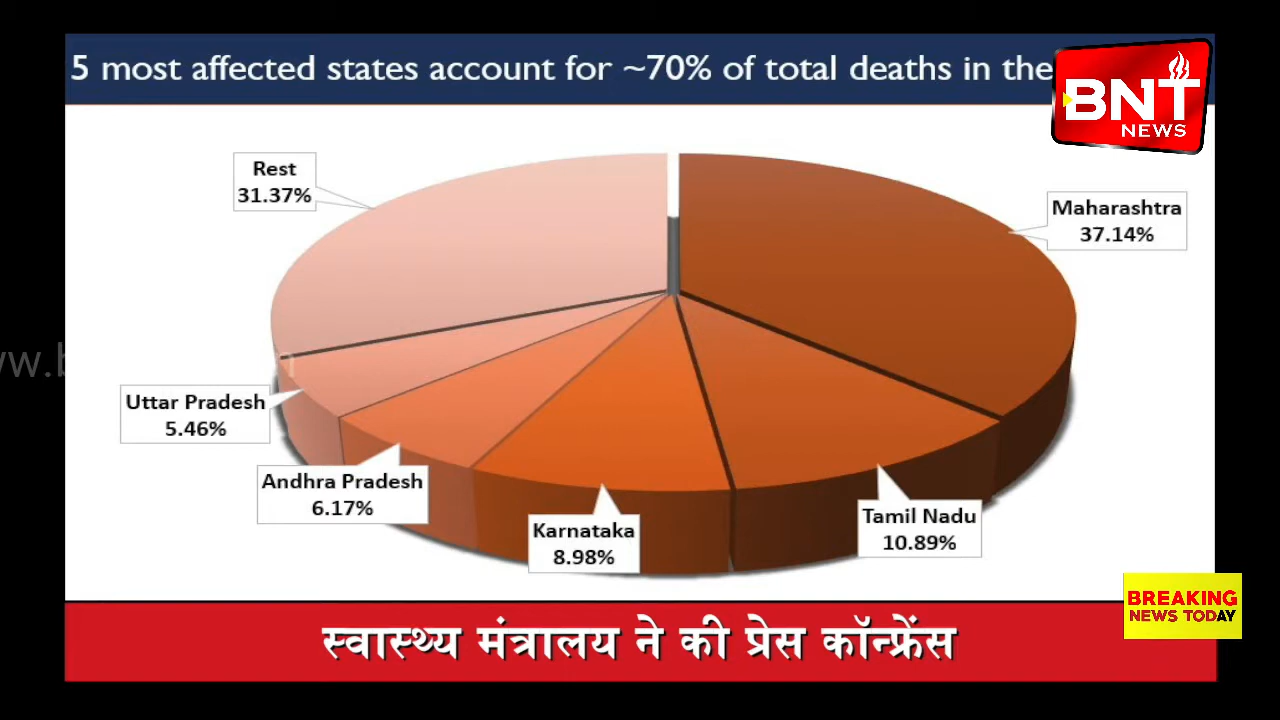 5 most affected states account for ~70% of total deaths in the
BNT
NEWS
Rest
31.37%
Maharashtra
37.14%
Uttar Pradesh
5.46%
Andhra Pradesh
6.17%
Karnataka
8.98%
Tamil Nadu
10.89%
BREAKING
NEWS TODAY
स्वास्थ्य मंत्रालय ने की प्रेस कॉन्फ्रेंस